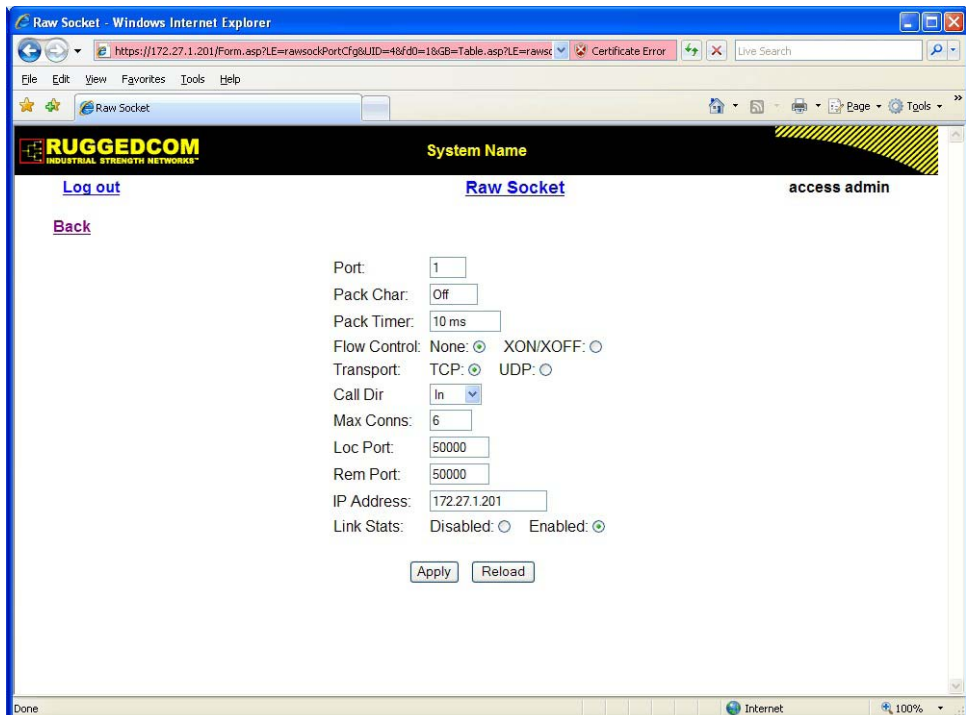 Raw Socket - Windows Internet Explorer
https://172.27.1.201/Form.asp?LE=rawsockPortCfg&UID=4&fd0=1&GB=Table.asp?LE=rawsc Certificate Error Live Search
File Edit View Favorites Tools Help
Raw Socket Page Tools »
RUGGEDCOM
INDUSTRIAL STRENGTH NETWORKS™
System Name
Log out Raw Socket access admin
Back
Port: 1
Pack Char: Off
Pack Timer: 10 ms
Flow Control: None: XON/XOFF:
Transport: TCP: UDP:
Call Dir In
Max Conns: 6
Loc Port: 50000
Rem Port: 50000
IP Address: 172.27.1.201
Link Stats: Disabled: Enabled:
Apply Reload
Done Internet 100%